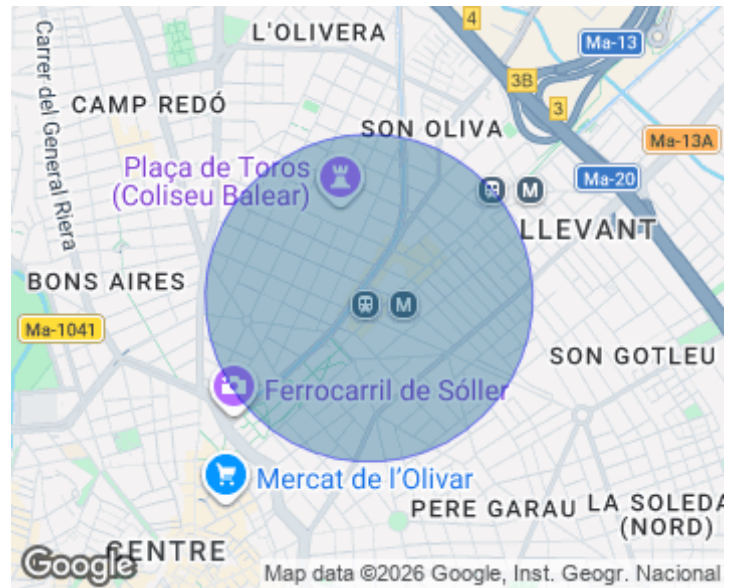 4
L'OLIVERA
Ma-13
3B
Carrer del General Riera
CAMP REDÓ
3
SON OLIVA
Ma-13A
Plaça de Toros
(Coliseu Balear)
M
Ma-20
LLEVANT
BONS AIRES
M
Ma-1041
SON GOTLEU
Ferrocarril de Sóller
Mercat de l'Olivar
PERE GARAU
LA SOLEDA
(NORD)
CENTRE
Google
Map data ©2026 Google, Inst. Geogr. Nacional